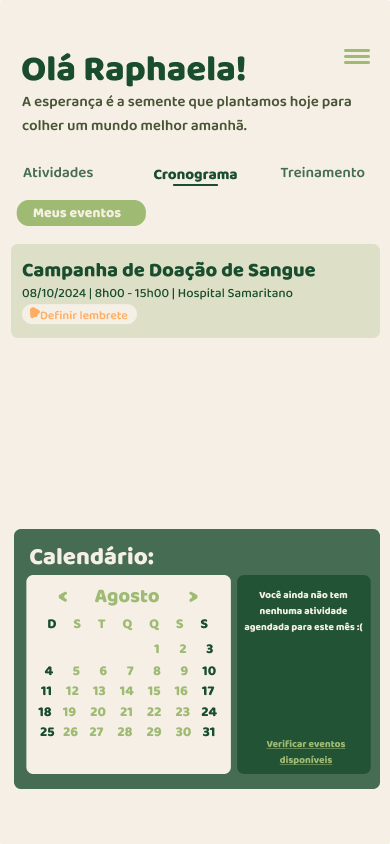 Olá Raphaela!
A esperança é a semente que plantamos hoje para
colher um mundo melhor amanhã.
Atividades Cronograma Treinamento
Meus eventos
Campanha de Doação de Sangue
08/10/2024 | 8h00 - 15h00 | Hospital Samaritano
Definir lembrete
Calendário:
< Agosto >
D S T Q Q S S
1 2 3
4 5 6 7 8 9 10
11 12 13 14 15 16 17
18 19 20 21 22 23 24
25 26 27 28 29 30 31
Você ainda não tem
nenhuma atividade
agendada para este mês :(
Verificar eventos
disponíveis